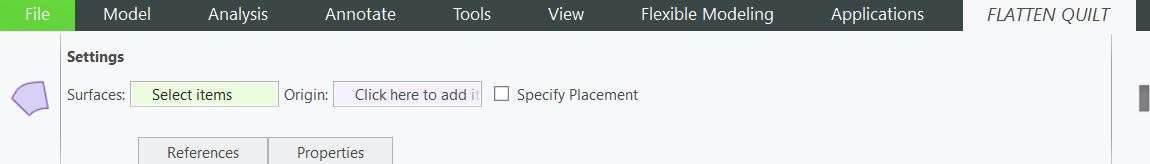 File Model Analysis Annotate Tools View Flexible Modeling Applications FLATTEN QUILT
Settings
Surfaces: Select items Origin: Click here to add it Specify Placement
References Properties